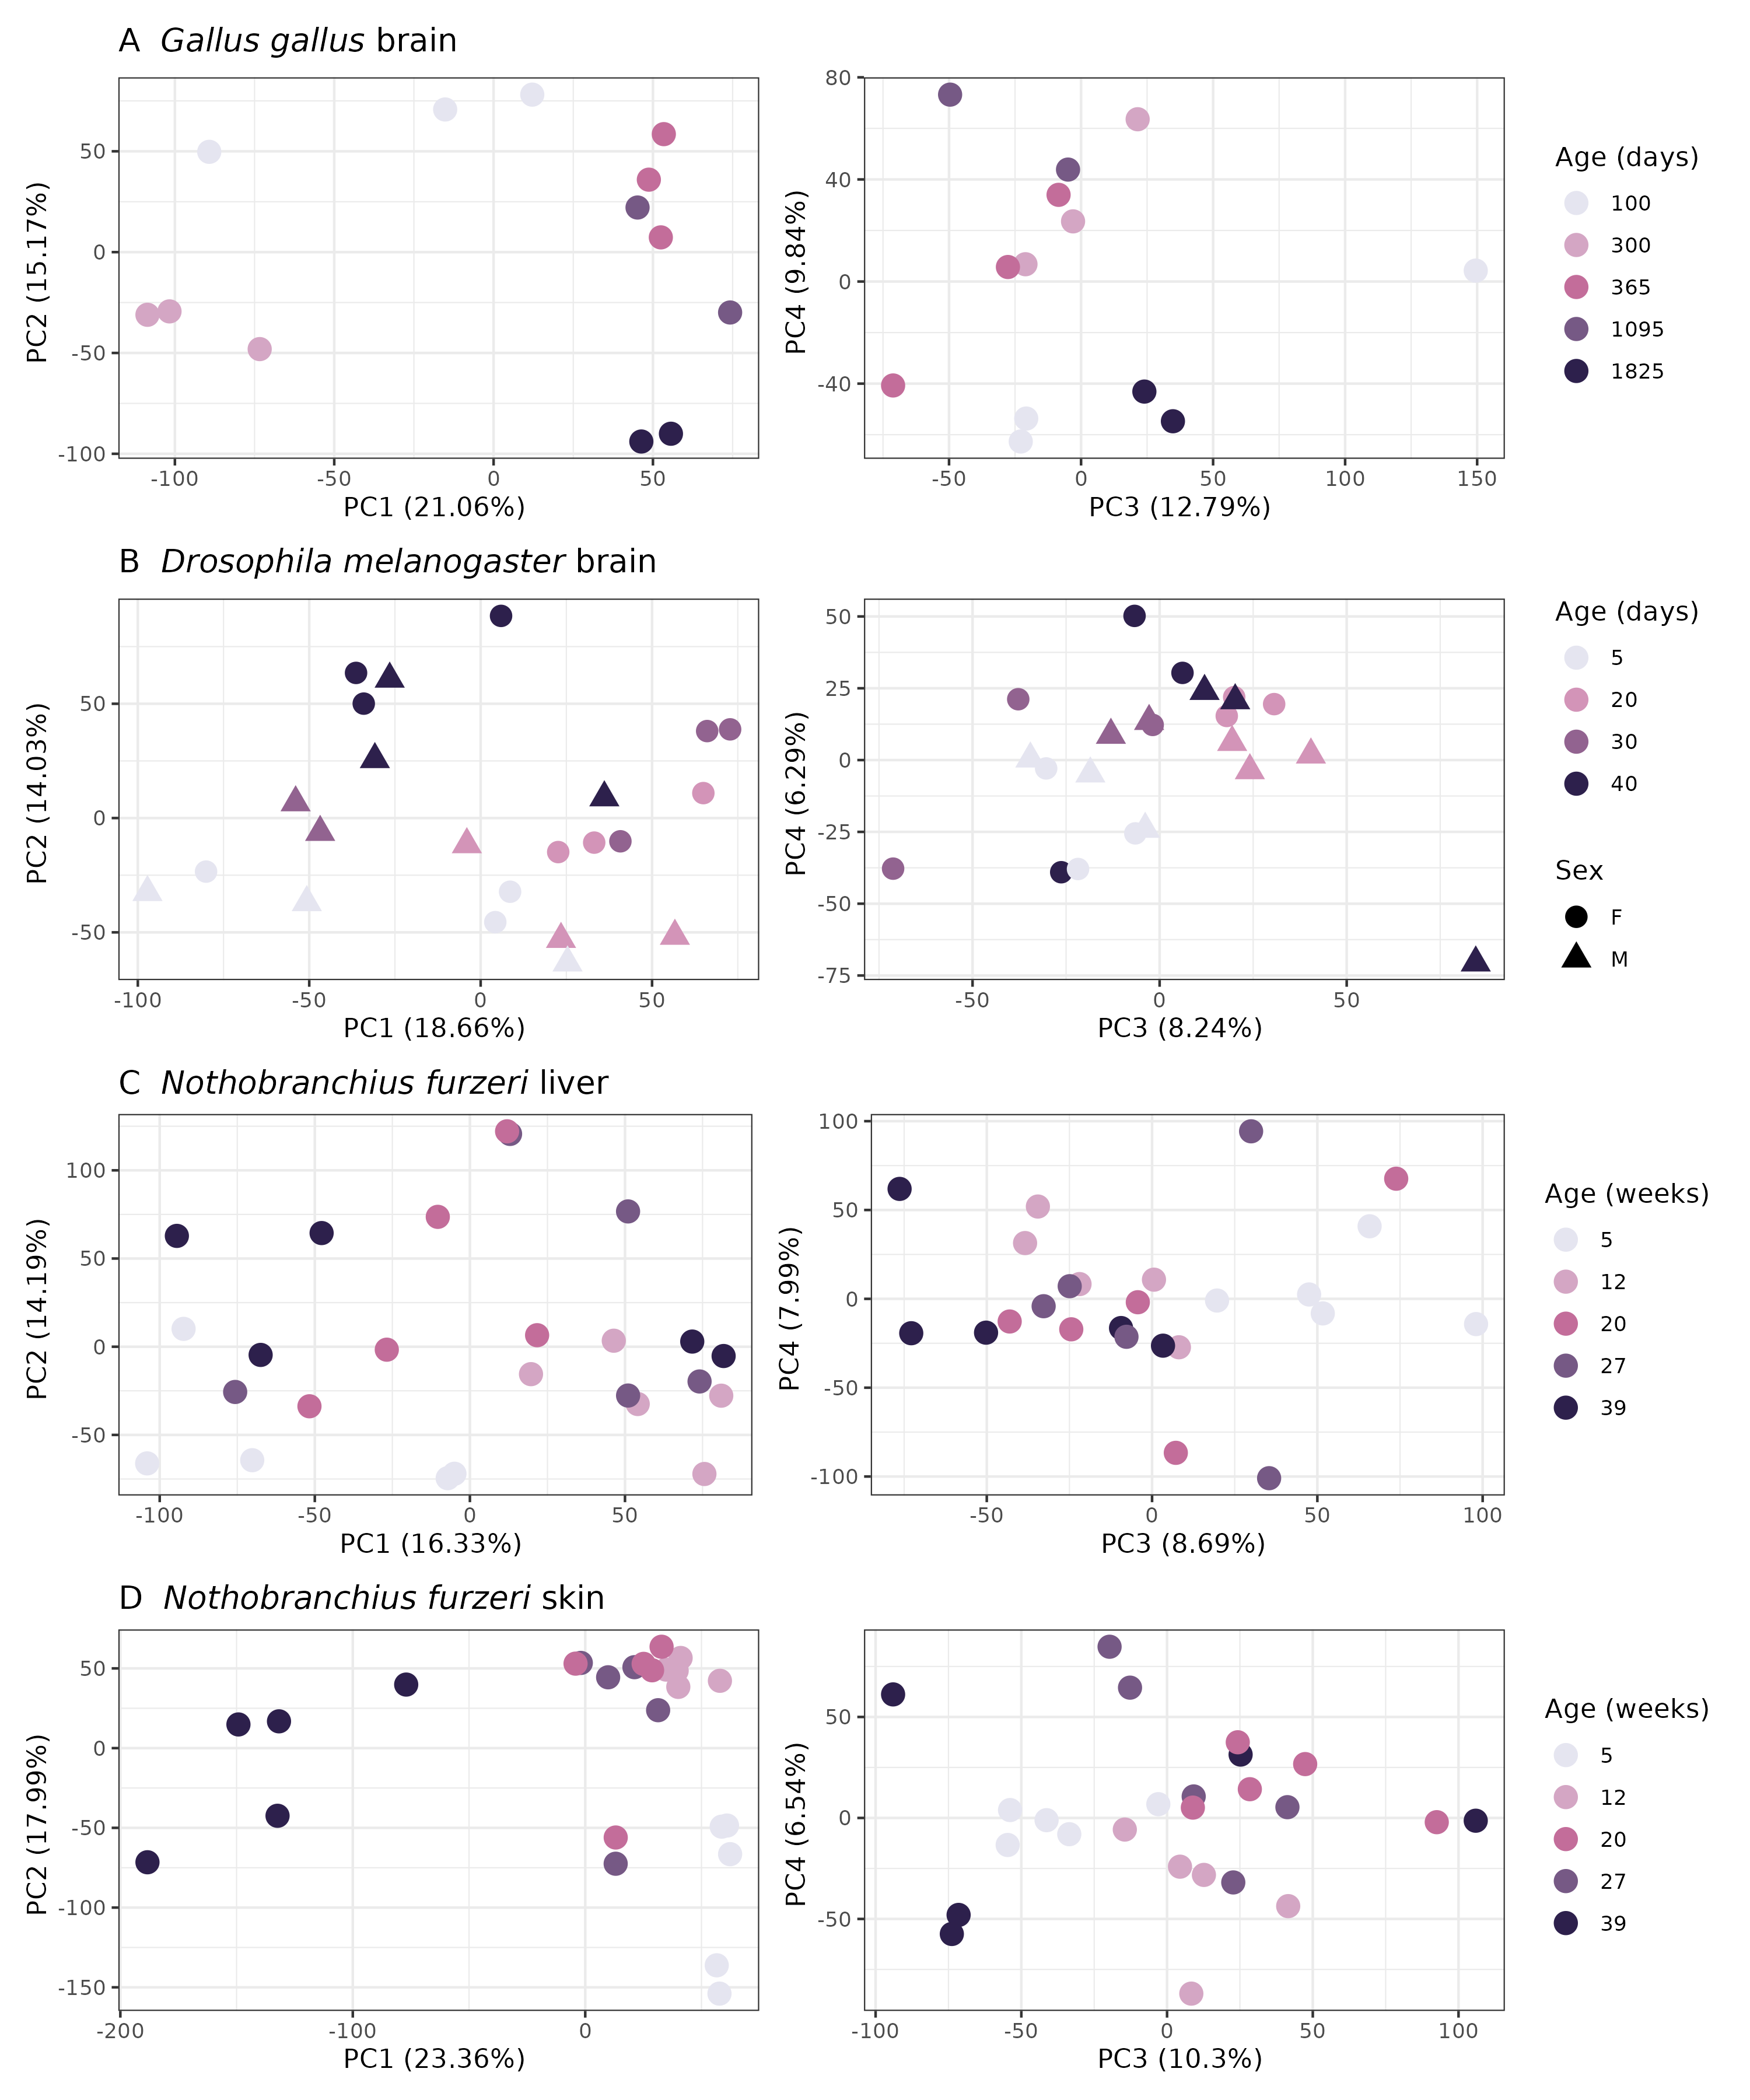 A Gallus gallus brain
PC2 (15.17%)
50
0
-50
-100
-100 -50 0 50
PC1 (21.06%)
PC4 (9.84%)
80
40
0
-40
-50 0 50 100 150
PC3 (12.79%)
Age (days)
100
300
365
1095
1825
B Drosophila melanogaster brain
PC2 (14.03%)
50
0
-50
-100 -50 0 50
PC1 (18.66%)
PC4 (6.29%)
50
25
0
-25
-50
-75
-50 0 50
PC3 (8.24%)
Age (days)
5
20
30
40
Sex
F
M
C Nothobranchius furzeri liver
PC2 (14.19%)
100
50
0
-50
-100 -50 0 50
PC1 (16.33%)
PC4 (7.99%)
100
50
0
-50
-100
-50 0 50 100
PC3 (8.69%)
Age (weeks)
5
12
20
27
39
D Nothobranchius furzeri skin
PC2 (17.99%)
50
0
-50
-100
-150
-200 -100 0
PC1 (23.36%)
PC4 (6.54%)
50
0
-50
-100 -50 0 50 100
PC3 (10.3%)
Age (weeks)
5
12
20
27
39